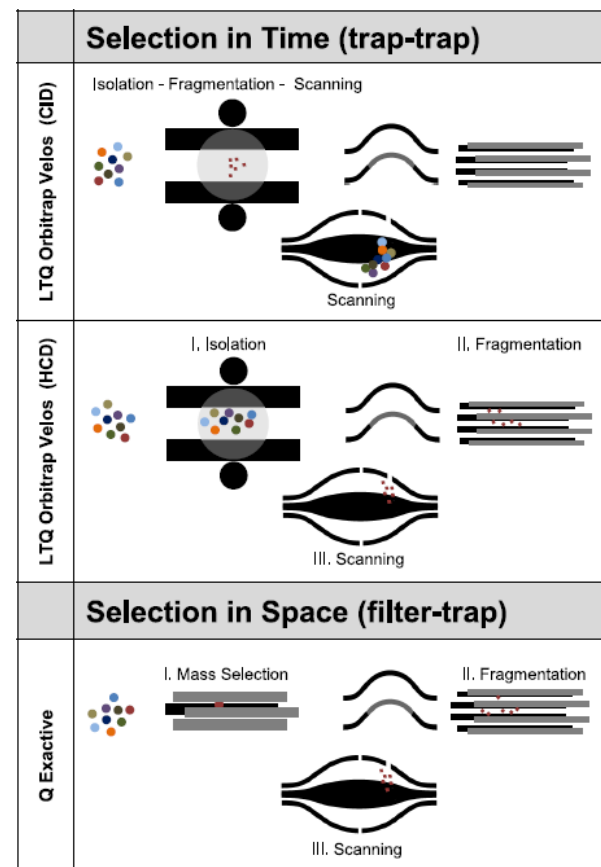 Selection in Time (trap-trap)
LTQ Orbitrap Velos (CID)
Isolation - Fragmentation - Scanning
Scanning
LTQ Orbitrap Velos (HCD)
I. Isolation
II. Fragmentation
III. Scanning
Selection in Space (filter-trap)
Q Exactive
I. Mass Selection
II. Fragmentation
III. Scanning